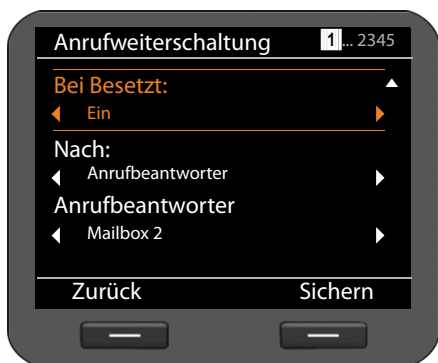 Anrufweiterschaltung 1 ... 2345
Bei Besetzt:
Ein
Nach:
Anrufbeantworter
Anrufbeantworter
Mailbox 2
Zurück Sichern